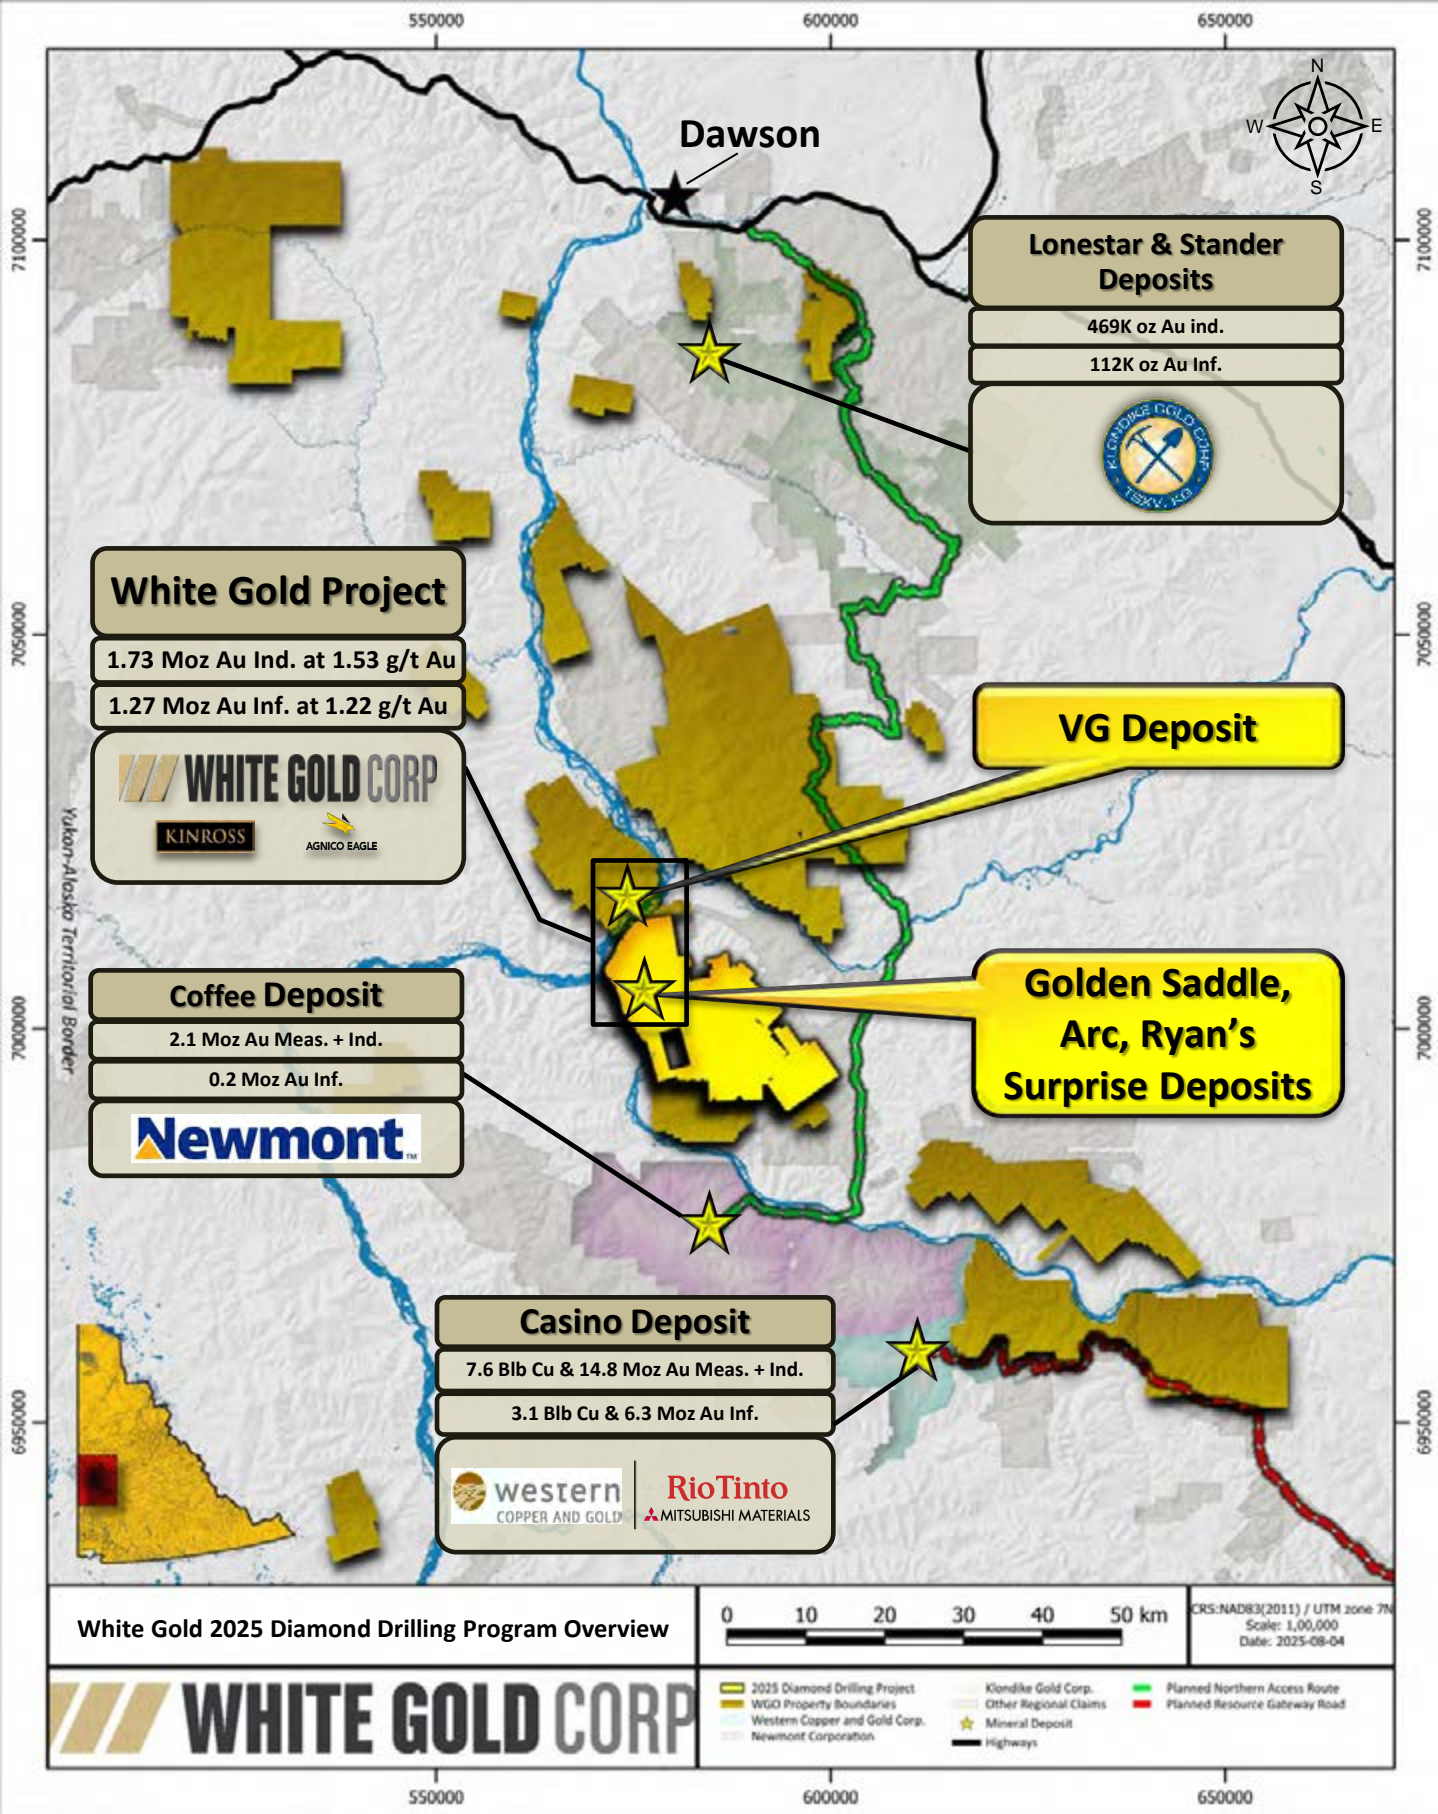 550000
600000
650000
N
W
E
S
Dawson
7100000
7100000
Lonestar & Stander
Deposits
469K oz Au ind.
112K oz Au Inf.
KLONDIKE GOLD CORP
TSXV. KG
White Gold Project
1.73 Moz Au Ind. at 1.53 g/t Au
1.27 Moz Au Inf. at 1.22 g/t Au
WHITE GOLD CORP
KINROSS
AGNICO EAGLE
7050000
7050000
VG Deposit
Yukon-Alaska Territorial Border
Golden Saddle,
Arc, Ryan's
Surprise Deposits
Coffee Deposit
2.1 Moz Au Meas. + Ind.
0.2 Moz Au Inf.
Newmont™
7000000
7000000
Casino Deposit
7.6 Blb Cu & 14.8 Moz Au Meas. + Ind.
3.1 Blb Cu & 6.3 Moz Au Inf.
western
COPPER AND GOLD
RioTinto
MITSUBISHI MATERIALS
6950000
6950000
White Gold 2025 Diamond Drilling Program Overview
0 10 20 30 40 50 km
CRS:NAD83(2011) / UTM zone 7N
Scale: 1,00,000
Date: 2025-08-04
WHITE GOLD CORP
2025 Diamond Drilling Project
WGO Property Boundaries
Western Copper and Gold Corp.
Newmont Corporation
Klondike Gold Corp.
Other Regional Claims
Mineral Deposit
Highways
Planned Northern Access Route
Planned Resource Gateway Road
550000
600000
650000